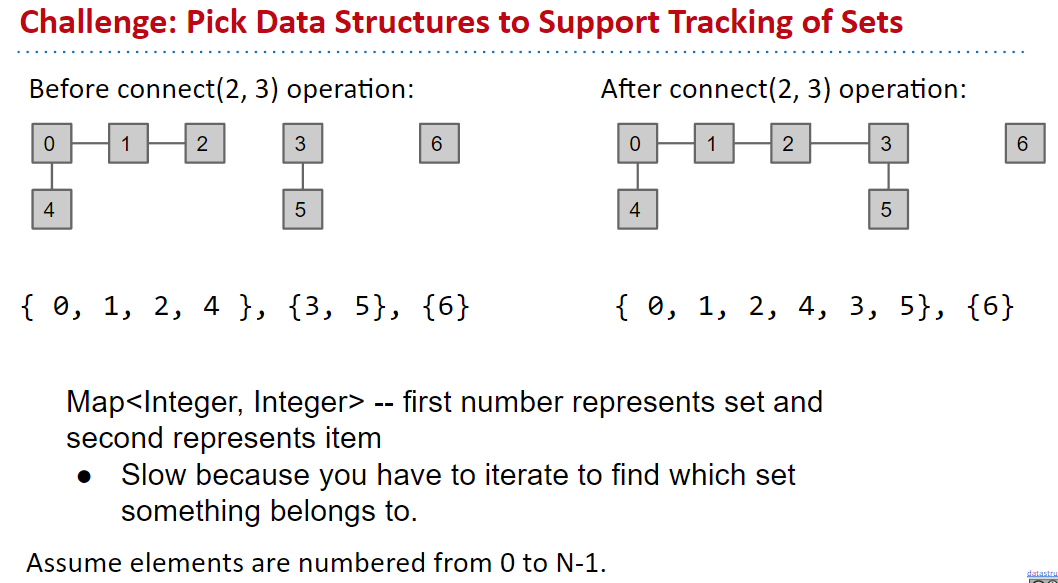 Challenge: Pick Data Structures to Support Tracking of Sets
Before connect(2, 3) operation:
After connect(2, 3) operation:
0 1 2 3 6
4 5
0 1 2 3 6
4 5
{ 0, 1, 2, 4 }, {3, 5}, {6}
{ 0, 1, 2, 4, 3, 5}, {6}
Map<Integer, Integer> -- first number represents set and
second represents item
● Slow because you have to iterate to find which set
something belongs to.
Assume elements are numbered from 0 to N-1.
datastru